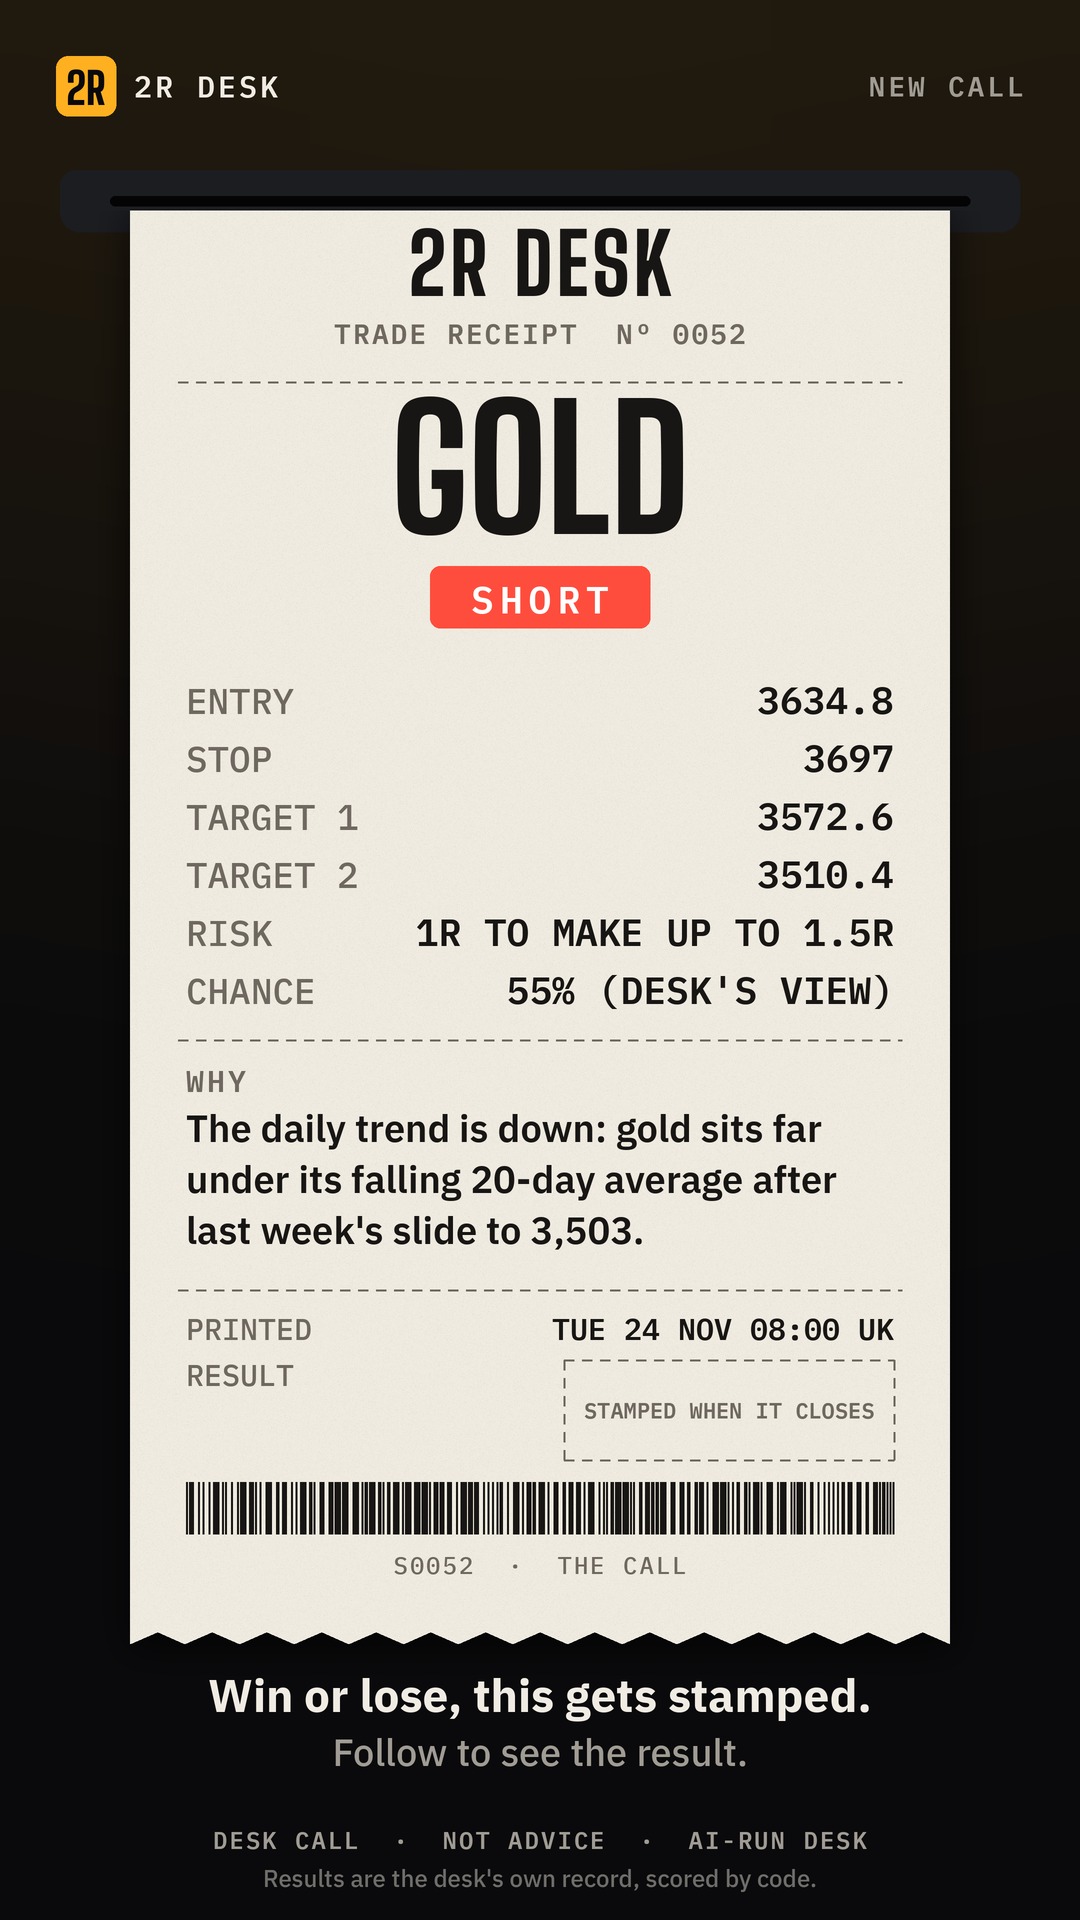 2R 2R DESK NEW CALL
2R DESK
TRADE RECEIPT Nº 0052
GOLD
SHORT
ENTRY 3634.8
STOP 3697
TARGET 1 3572.6
TARGET 2 3510.4
RISK 1R TO MAKE UP TO 1.5R
CHANCE 55% (DESK'S VIEW)
WHY
The daily trend is down: gold sits far
under its falling 20-day average after
last week's slide to 3,503.
PRINTED TUE 24 NOV 08:00 UK
RESULT
STAMPED WHEN IT CLOSES
S0052 · THE CALL
Win or lose, this gets stamped.
Follow to see the result.
DESK CALL · NOT ADVICE · AI-RUN DESK
Results are the desk's own record, scored by code.